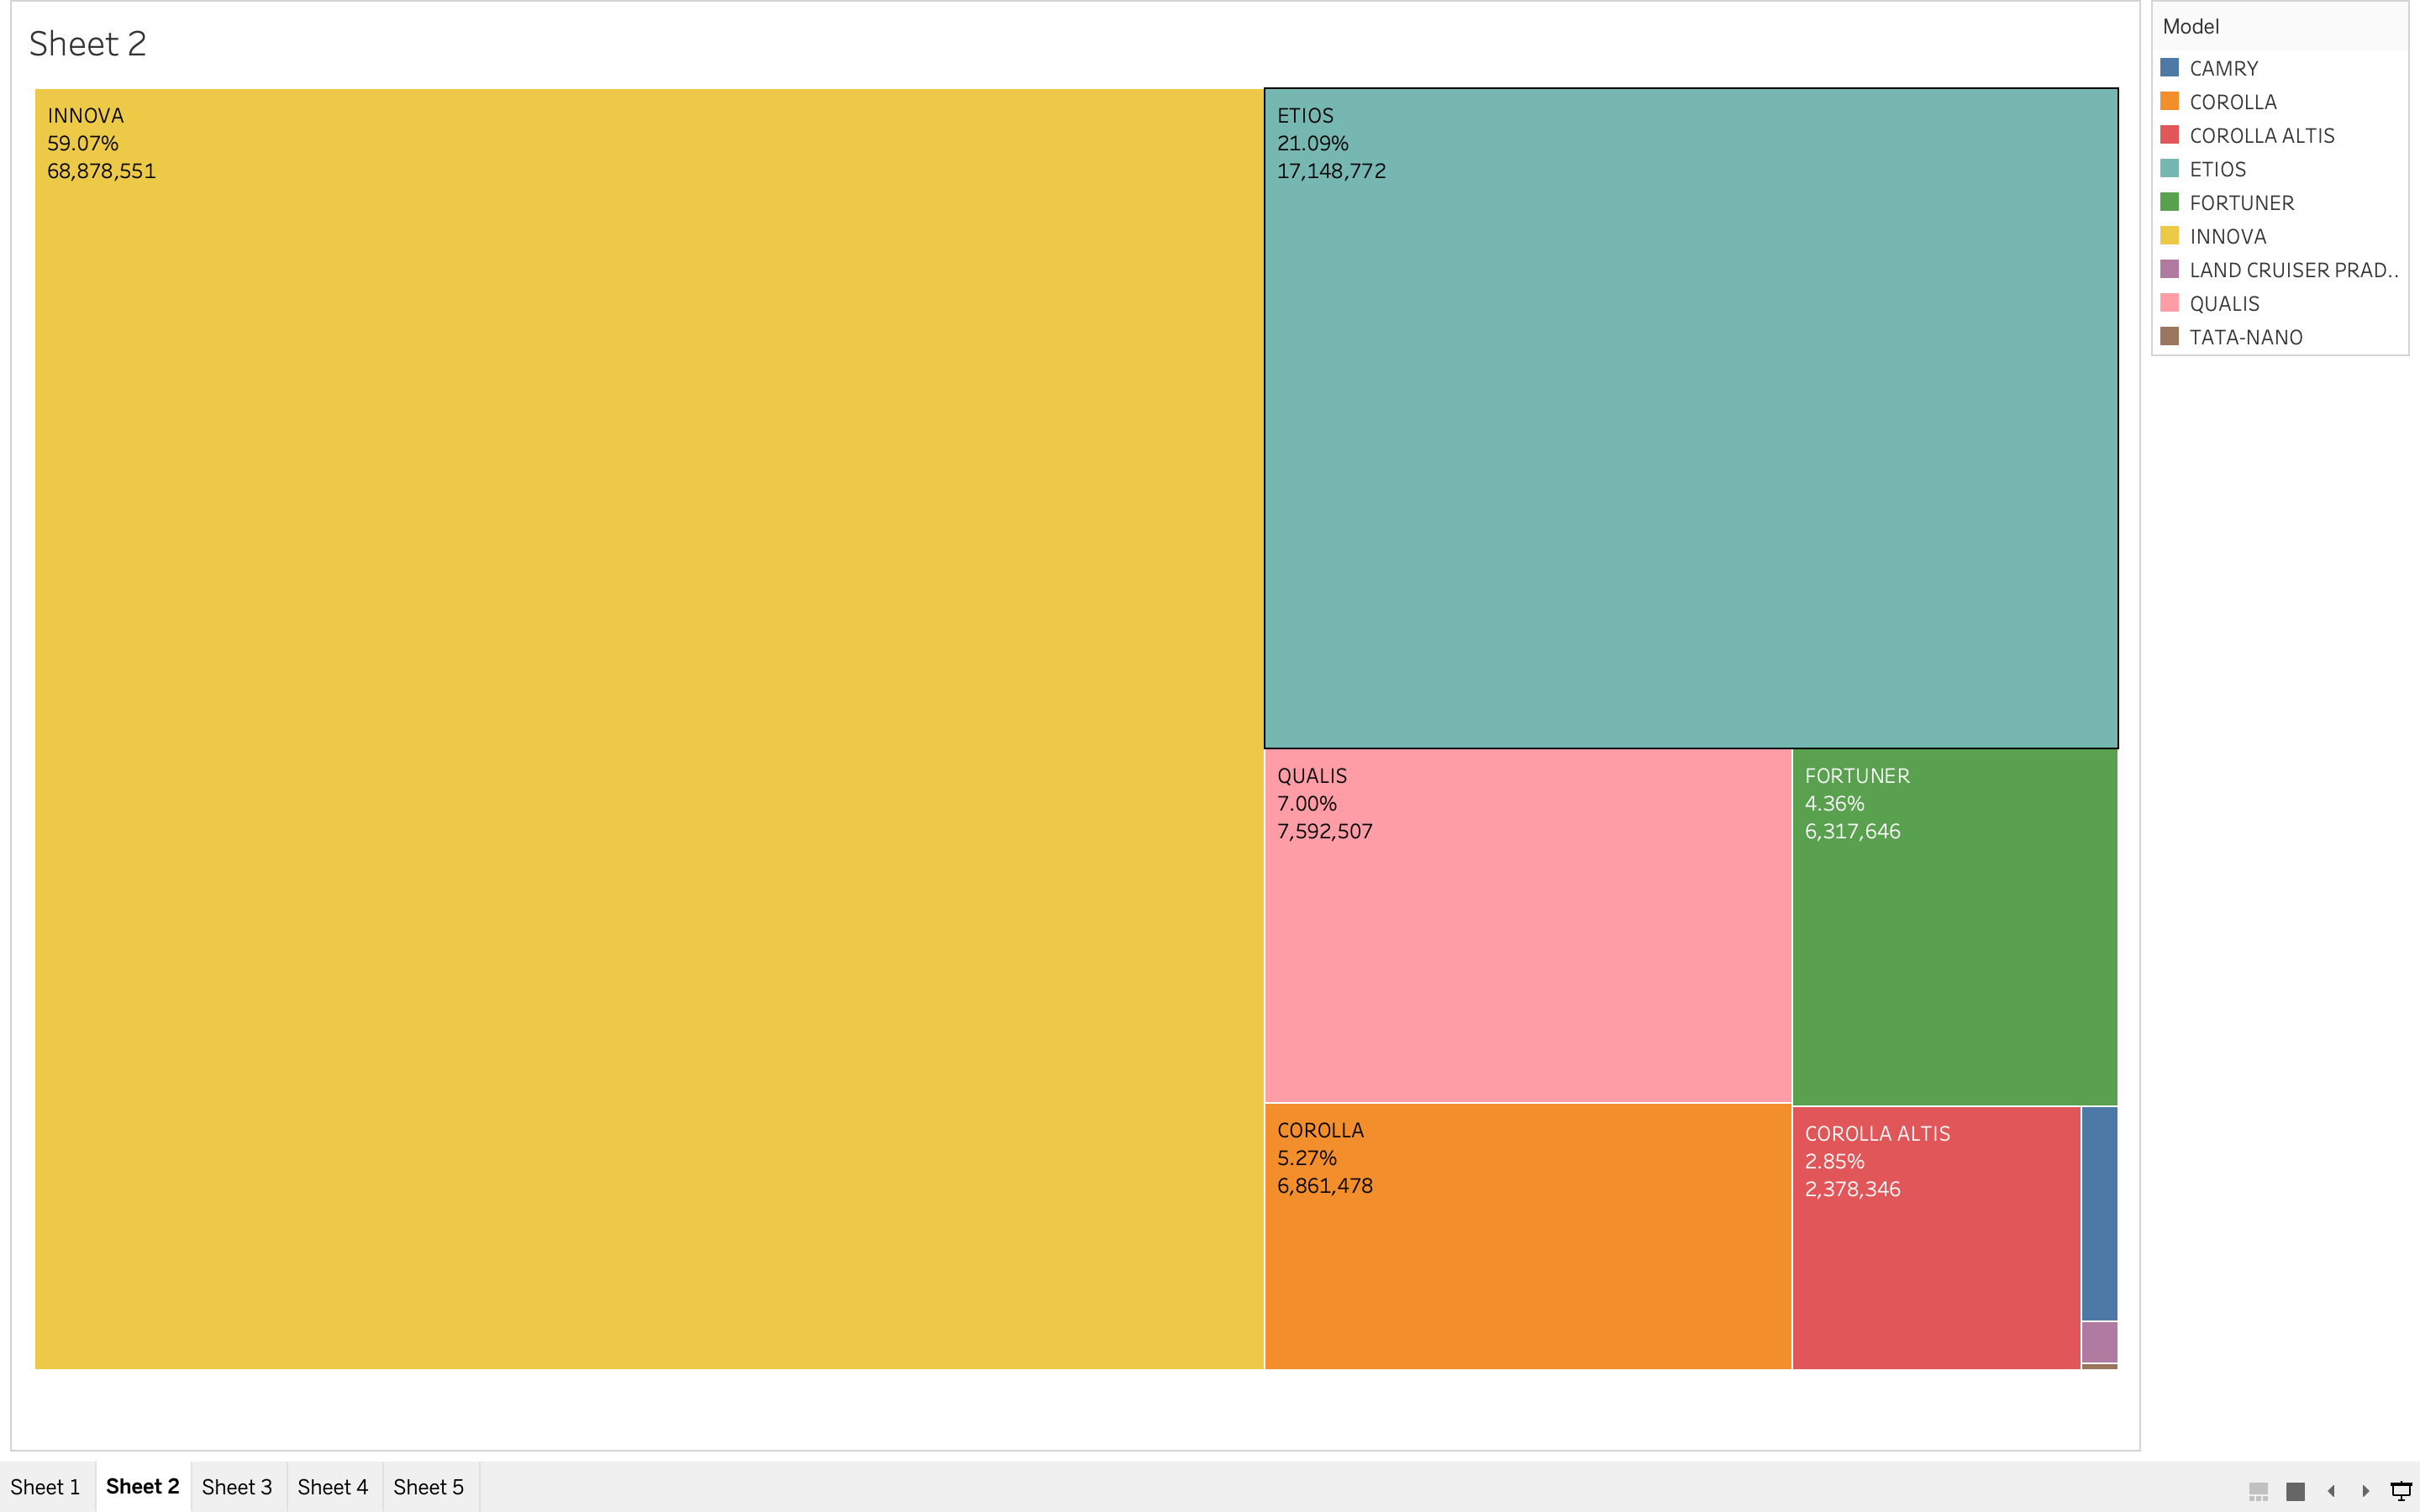 Sheet 2
INNOVA
59.07%
68,878,551
ETIOS
21.09%
17,148,772
QUALIS
7.00%
7,592,507
FORTUNER
4.36%
6,317,646
COROLLA
5.27%
6,861,478
COROLLA ALTIS
2.85%
2,378,346
Model
CAMRY
COROLLA
COROLLA ALTIS
ETIOS
FORTUNER
INNOVA
LAND CRUISER PRAD..
QUALIS
TATA-NANO
Sheet 1
Sheet 2
Sheet 3
Sheet 4
Sheet 5